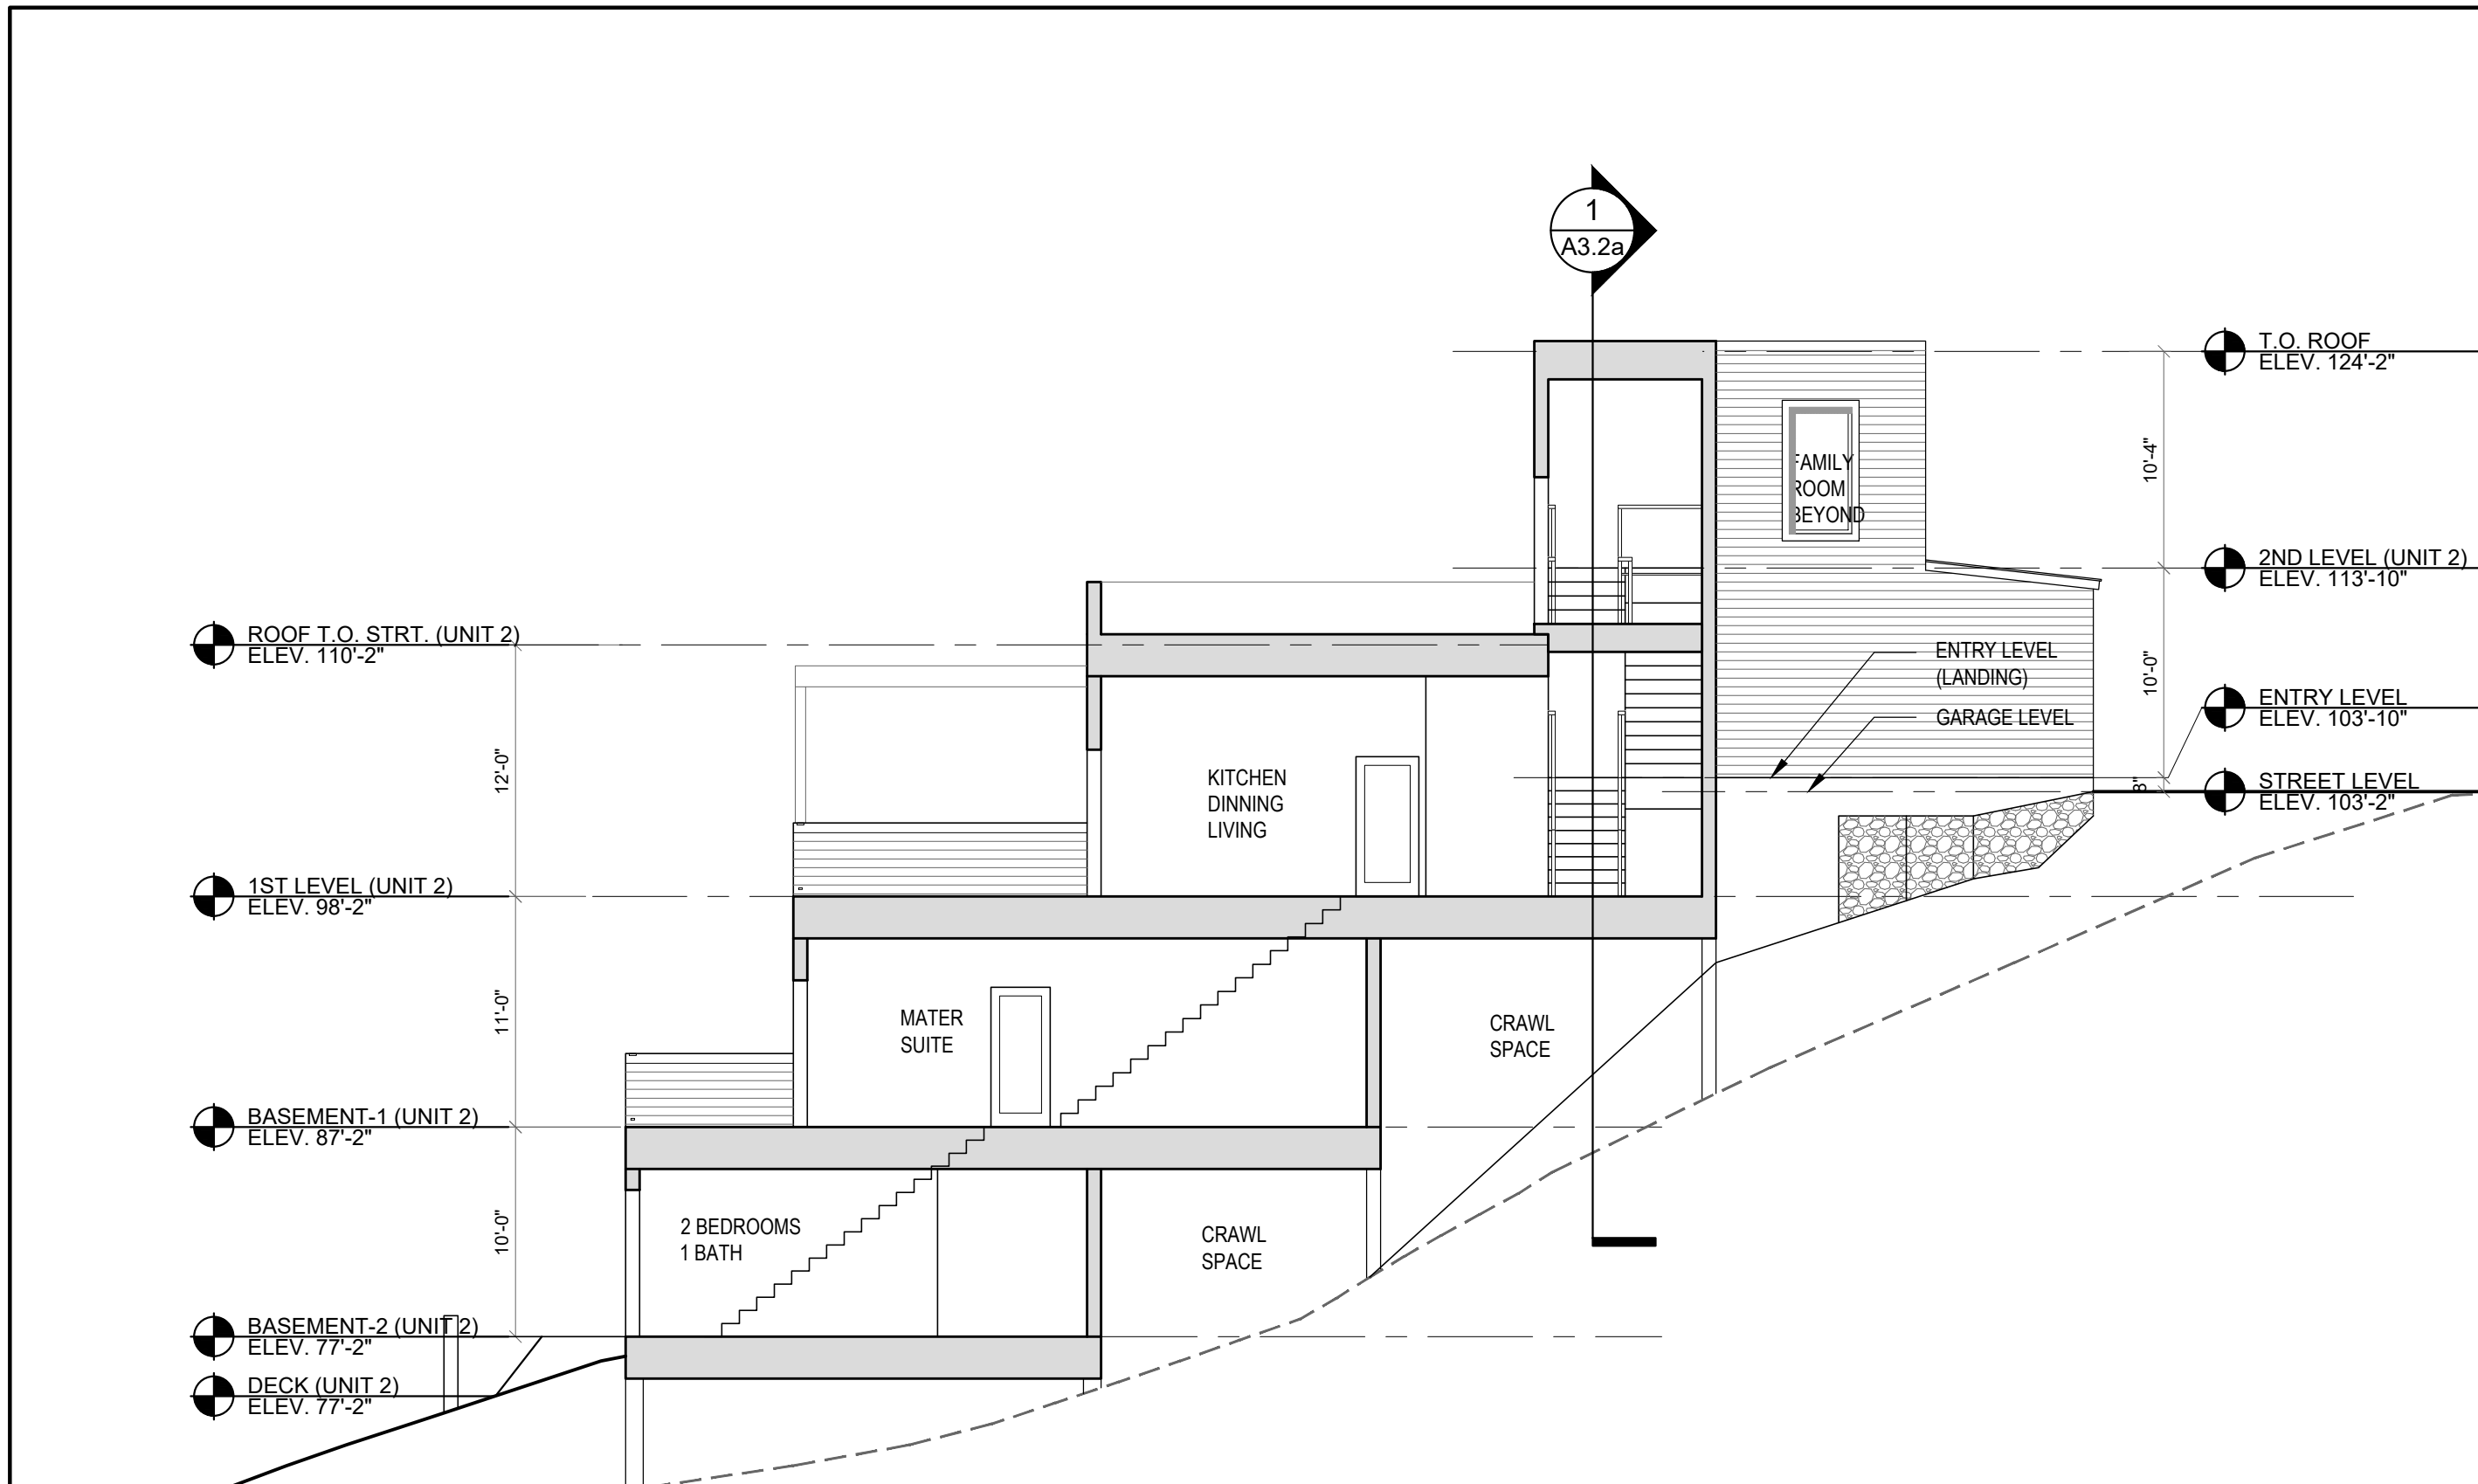 1
A3.2a
T.O. ROOF
ELEV. 124'-2"
10'-4"
FAMILY
ROOM
BEYOND
2ND LEVEL (UNIT 2)
ELEV. 113'-10"
ROOF T.O. STRT. (UNIT 2)
ELEV. 110'-2"
ENTRY LEVEL
(LANDING)
10'-0"
ENTRY LEVEL
ELEV. 103'-10"
GARAGE LEVEL
12'-0"
KITCHEN
DINNING
LIVING
8"
STREET LEVEL
ELEV. 103'-2"
1ST LEVEL (UNIT 2)
ELEV. 98'-2"
11'-0"
MATER
SUITE
CRAWL
SPACE
BASEMENT-1 (UNIT 2)
ELEV. 87'-2"
10'-0"
2 BEDROOMS
1 BATH
CRAWL
SPACE
BASEMENT-2 (UNIT 2)
ELEV. 77'-2"
DECK (UNIT 2)
ELEV. 77'-2"